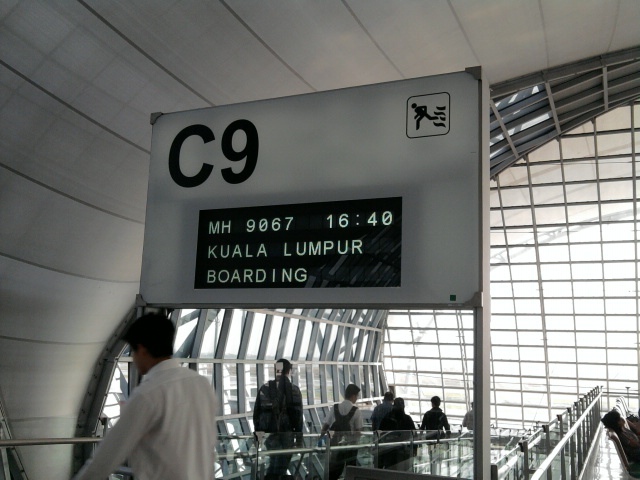 C9
MH 9067 16:40
KUALA LUMPUR
BOARDING